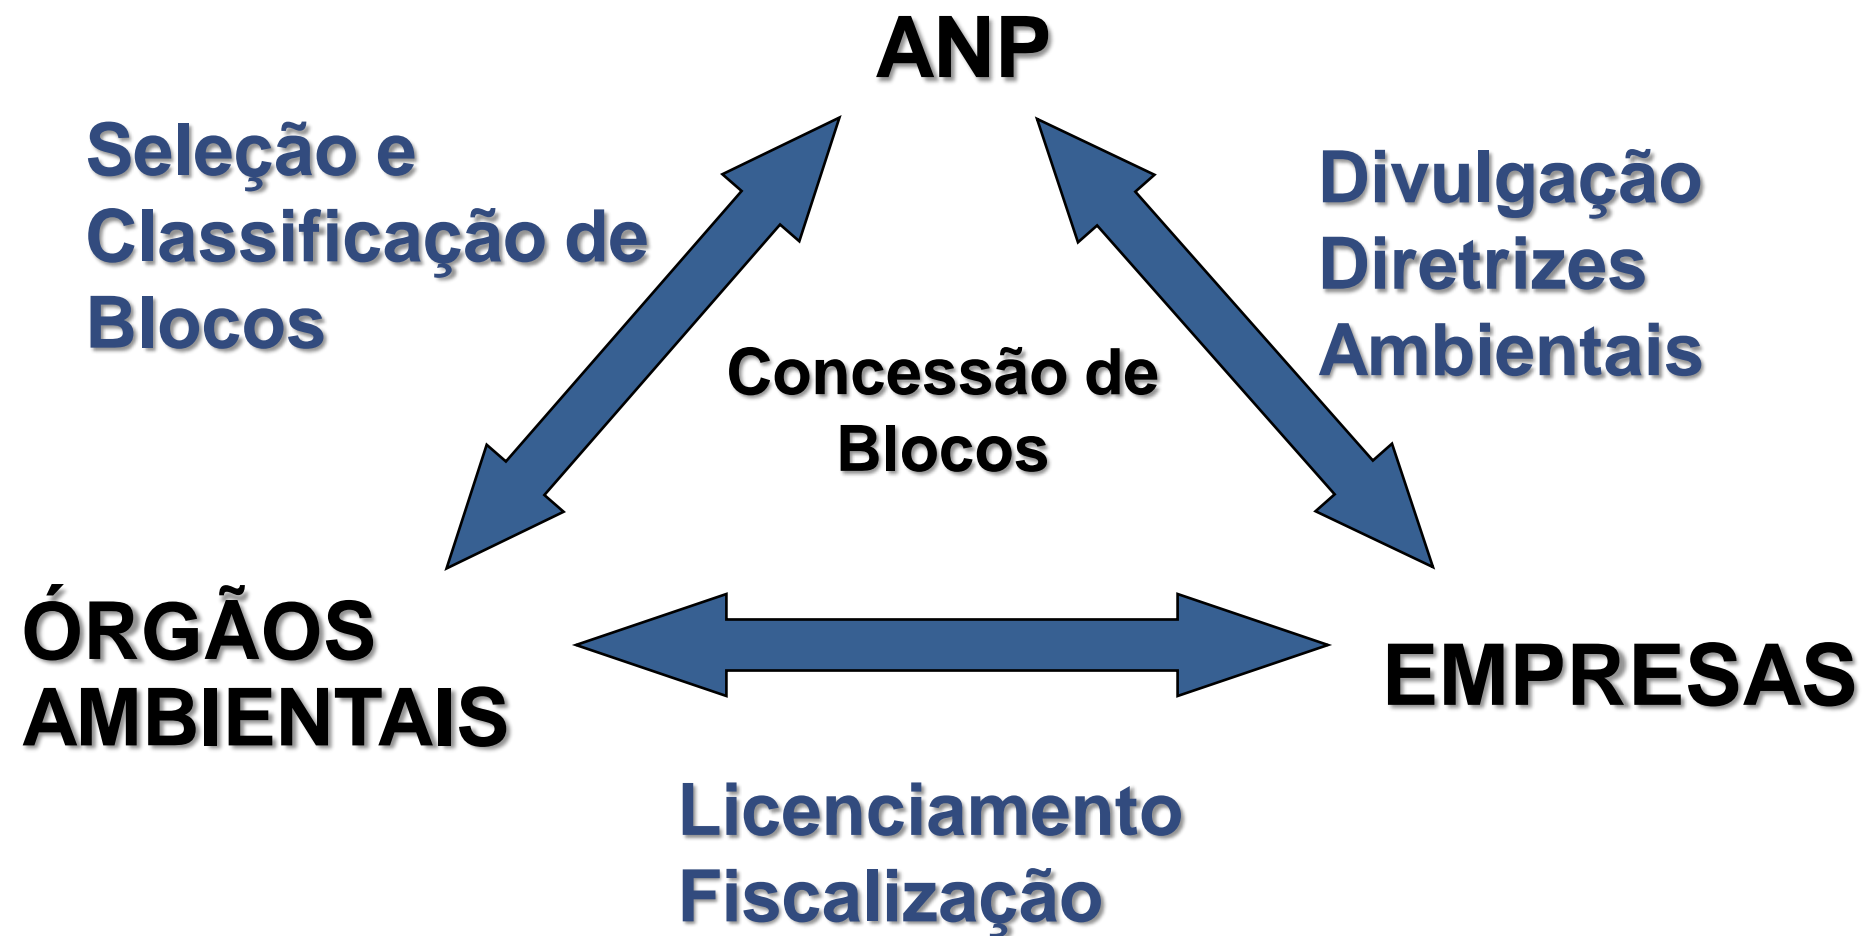 ANP
Seleção e
Classificação de
Blocos
Divulgação
Diretrizes
Ambientais
Concessão de
Blocos
ÓRGÃOS
AMBIENTAIS
EMPRESAS
Licenciamento
Fiscalização